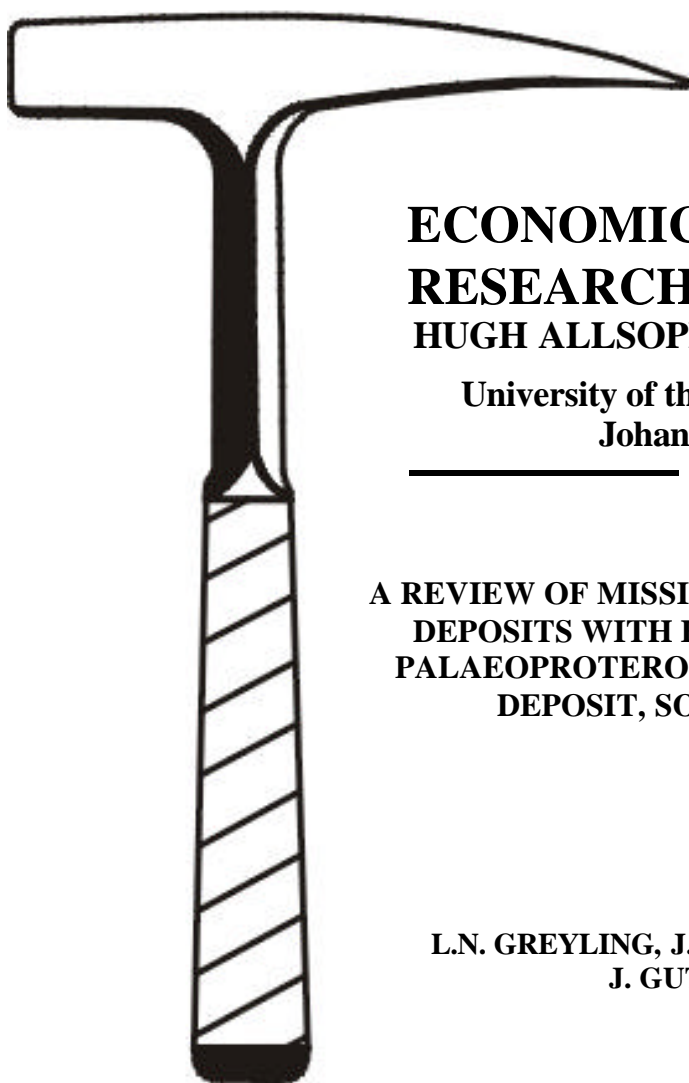 ECONOMIC
RESEARCH
HUGH ALLSOP
University of th
Johan
A REVIEW OF MISSI
DEPOSITS WITH
PALAEOPROTERO
DEPOSIT, SO
L.N. GREYLING, J.
J. GU